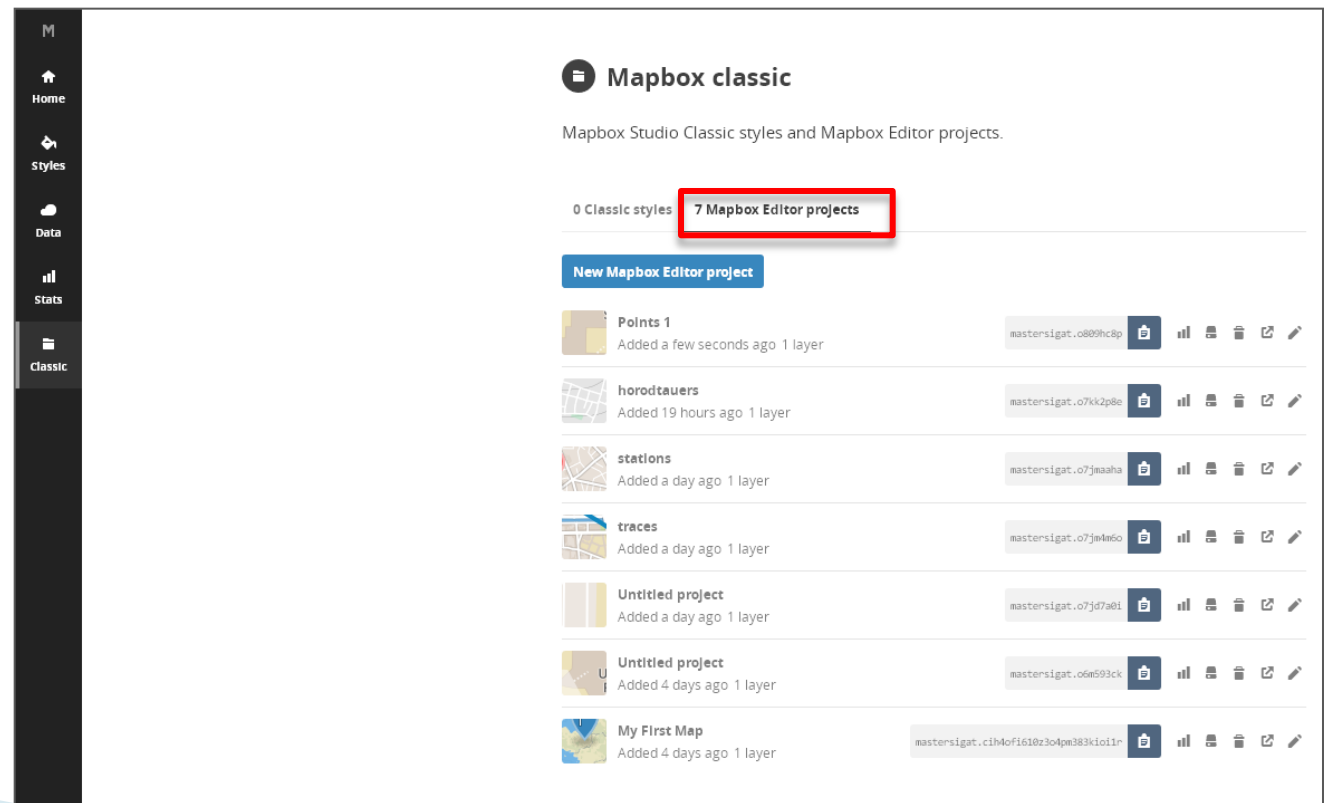 M
Home
Styles
Data
Stats
Classic
Mapbox classic
Mapbox Studio Classic styles and Mapbox Editor projects.
0 Classic styles 7 Mapbox Editor projects
New Mapbox Editor project
Points 1
Added a few seconds ago 1 layer
mastersigat.o809hc8p
horodtauers
Added 19 hours ago 1 layer
mastersigat.o7kk2p8e
stations
Added a day ago 1 layer
mastersigat.o7jmaaha
traces
Added a day ago 1 layer
mastersigat.o7jm4m6o
Untitled project
Added a day ago 1 layer
mastersigat.o7jd7a0i
Untitled project
Added 4 days ago 1 layer
mastersigat.o6m593ck
My First Map
Added 4 days ago 1 layer
mastersigat.cih4ofi610z3o4pm383kioi1r